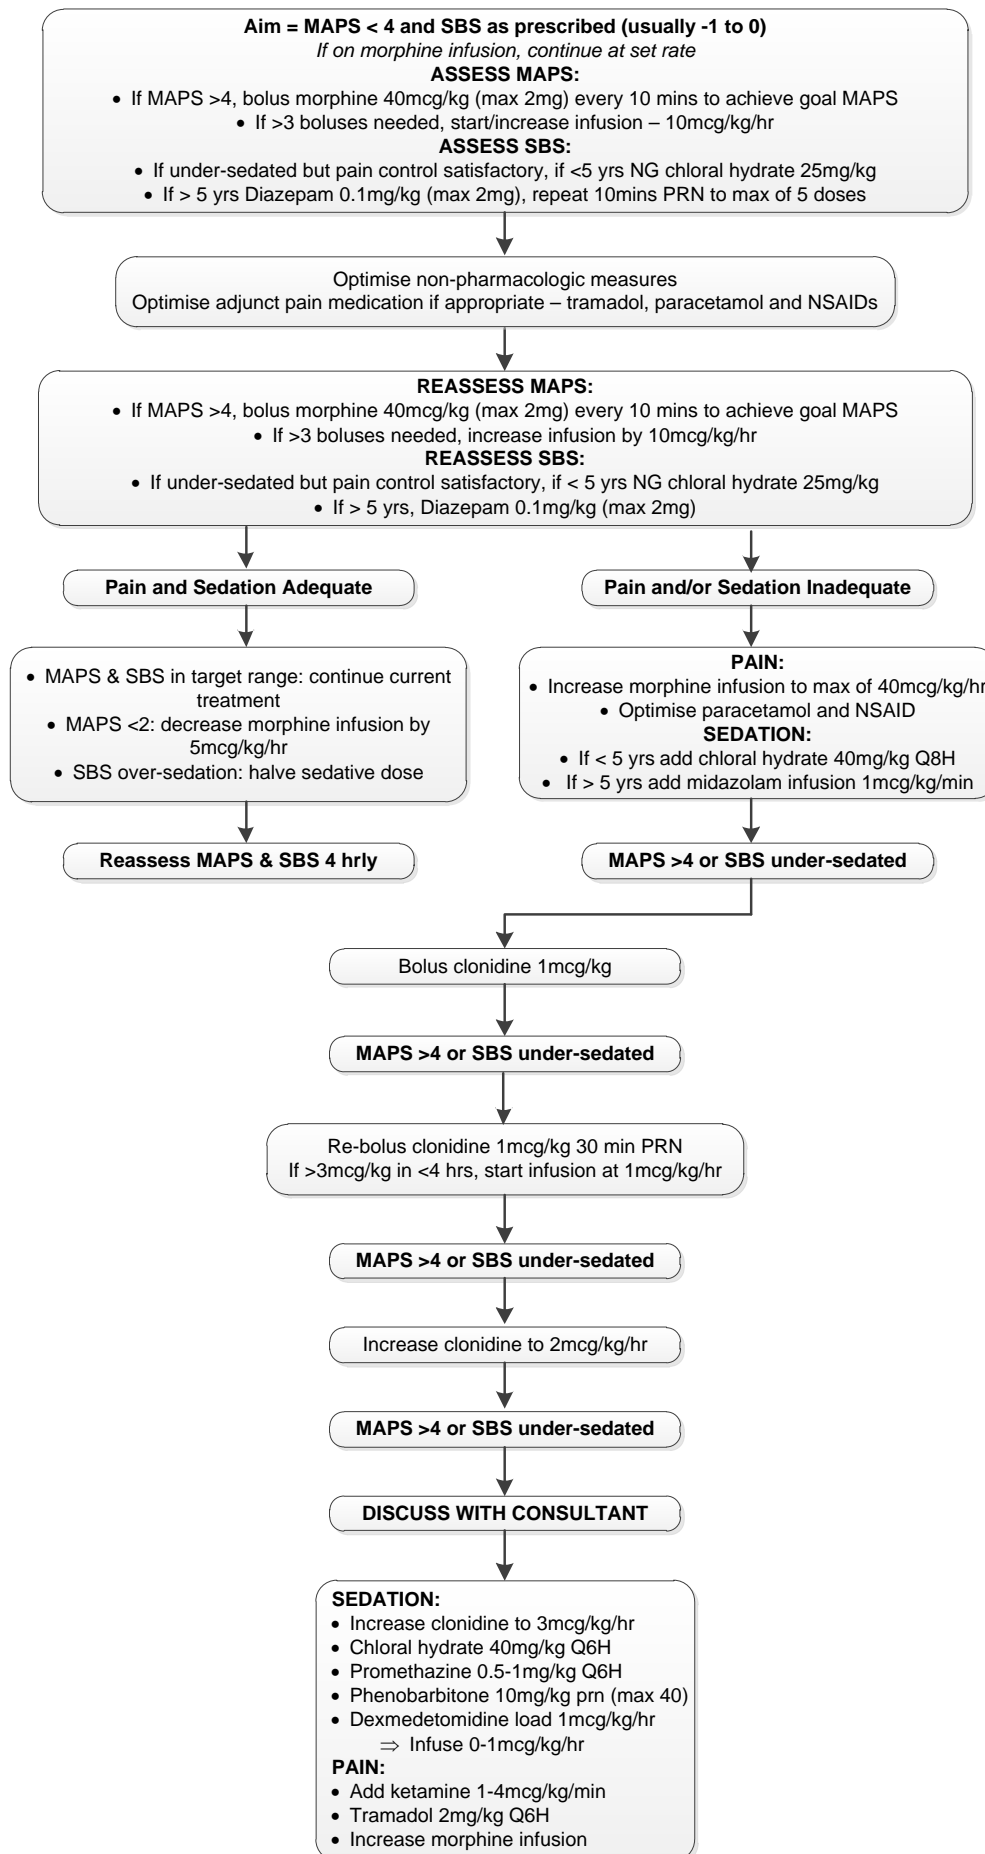 Aim = MAPS < 4 and SBS as prescribed (usually -1 to 0)
If on morphine infusion, continue at set rate
ASSESS MAPS:
• If MAPS >4, bolus morphine 40mcg/kg (max 2mg) every 10 mins to achieve goal MAPS
• If >3 boluses needed, start/increase infusion – 10mcg/kg/hr
ASSESS SBS:
• If under-sedated but pain control satisfactory, if <5 yrs NG chloral hydrate 25mg/kg
• If > 5 yrs Diazepam 0.1mg/kg (max 2mg), repeat 10mins PRN to max of 5 doses
Optimise non-pharmacologic measures
Optimise adjunct pain medication if appropriate – tramadol, paracetamol and NSAIDs
REASSESS MAPS:
• If MAPS >4, bolus morphine 40mcg/kg (max 2mg) every 10 mins to achieve goal MAPS
• If >3 boluses needed, increase infusion by 10mcg/kg/hr
REASSESS SBS:
• If under-sedated but pain control satisfactory, if < 5 yrs NG chloral hydrate 25mg/kg
• If > 5 yrs, Diazepam 0.1mg/kg (max 2mg)
Pain and Sedation Adequate
• MAPS & SBS in target range: continue current
treatment
• MAPS <2: decrease morphine infusion by
5mcg/kg/hr
• SBS over-sedation: halve sedative dose
Reassess MAPS & SBS 4 hrly
Pain and/or Sedation Inadequate
PAIN:
• Increase morphine infusion to max of 40mcg/kg/hr
• Optimise paracetamol and NSAID
SEDATION:
• If < 5 yrs add chloral hydrate 40mg/kg Q8H
• If > 5 yrs add midazolam infusion 1mcg/kg/min
MAPS >4 or SBS under-sedated
Bolus clonidine 1mcg/kg
MAPS >4 or SBS under-sedated
Re-bolus clonidine 1mcg/kg 30 min PRN
If >3mcg/kg in <4 hrs, start infusion at 1mcg/kg/hr
MAPS >4 or SBS under-sedated
Increase clonidine to 2mcg/kg/hr
MAPS >4 or SBS under-sedated
DISCUSS WITH CONSULTANT
SEDATION:
• Increase clonidine to 3mcg/kg/hr
• Chloral hydrate 40mg/kg Q6H
• Promethazine 0.5-1mg/kg Q6H
• Phenobarbitone 10mg/kg prn (max 40)
• Dexmedetomidine load 1mcg/kg/hr
⇒ Infuse 0-1mcg/kg/hr
PAIN:
• Add ketamine 1-4mcg/kg/min
• Tramadol 2mg/kg Q6H
• Increase morphine infusion